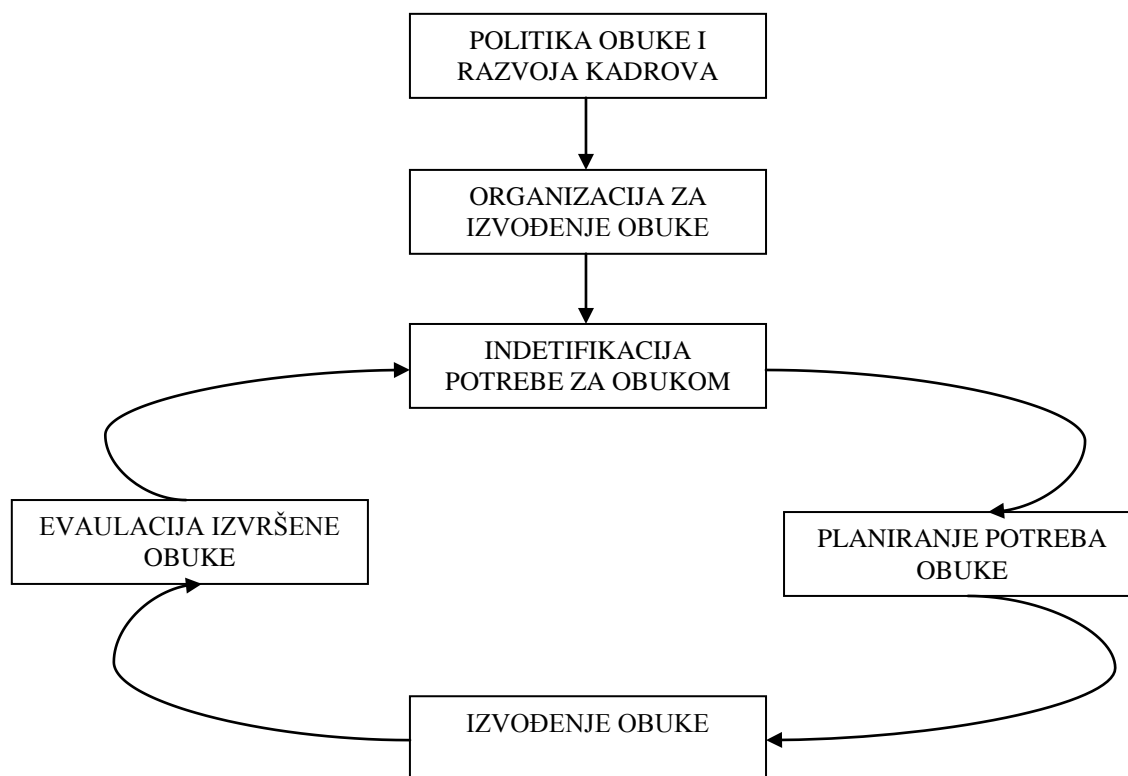 POLITIKA OBUKE I
RAZVOJA KADROVA
ORGANIZACIJA ZA
IZVOĐENJE OBUKE
INDETIFIKACIJA
POTREBE ZA OBUKOM
EVAULACIJA IZVRŠENE
OBUKE
PLANIRANJE POTREBA
OBUKE
IZVOĐENJE OBUKE